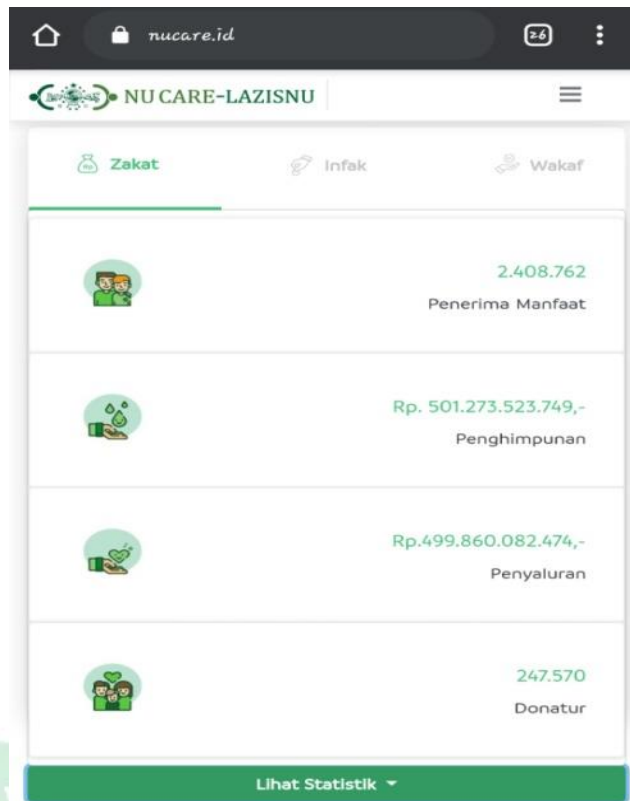 nucare.id
26
NU CARE-LAZISNU
Zakat
Infak
Wakaf
2.408.762
Penerima Manfaat
Rp. 501.273.523.749,-
Penghimpunan
Rp.499.860.082.474,-
Penyaluran
247.570
Donatur
Lihat Statistik